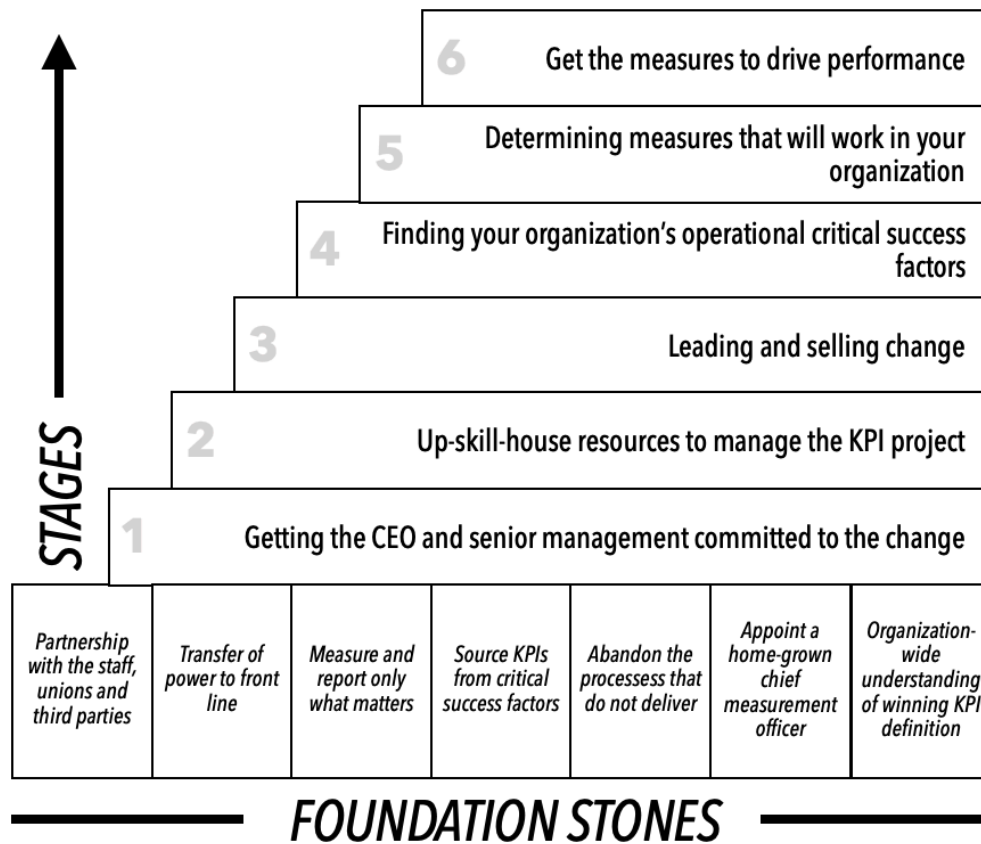 6
Get the measures to drive performance
5
Determining measures that will work in your
organization
4
Finding your organization’s operational critical success
factors
3
Leading and selling change
2
Up-skill-house resources to manage the KPI project
1
Getting the CEO and senior management committed to the change
STAGES
Partnership
with the staff,
unions and
third parties
Transfer of
power to front
line
Measure and
report only
what matters
Source KPIs
from critical
success factors
Abandon the
processess that
do not deliver
Appoint a
home-grown
chief
measurement
officer
Organization-
wide
understanding
of winning KPI
definition
FOUNDATION STONES